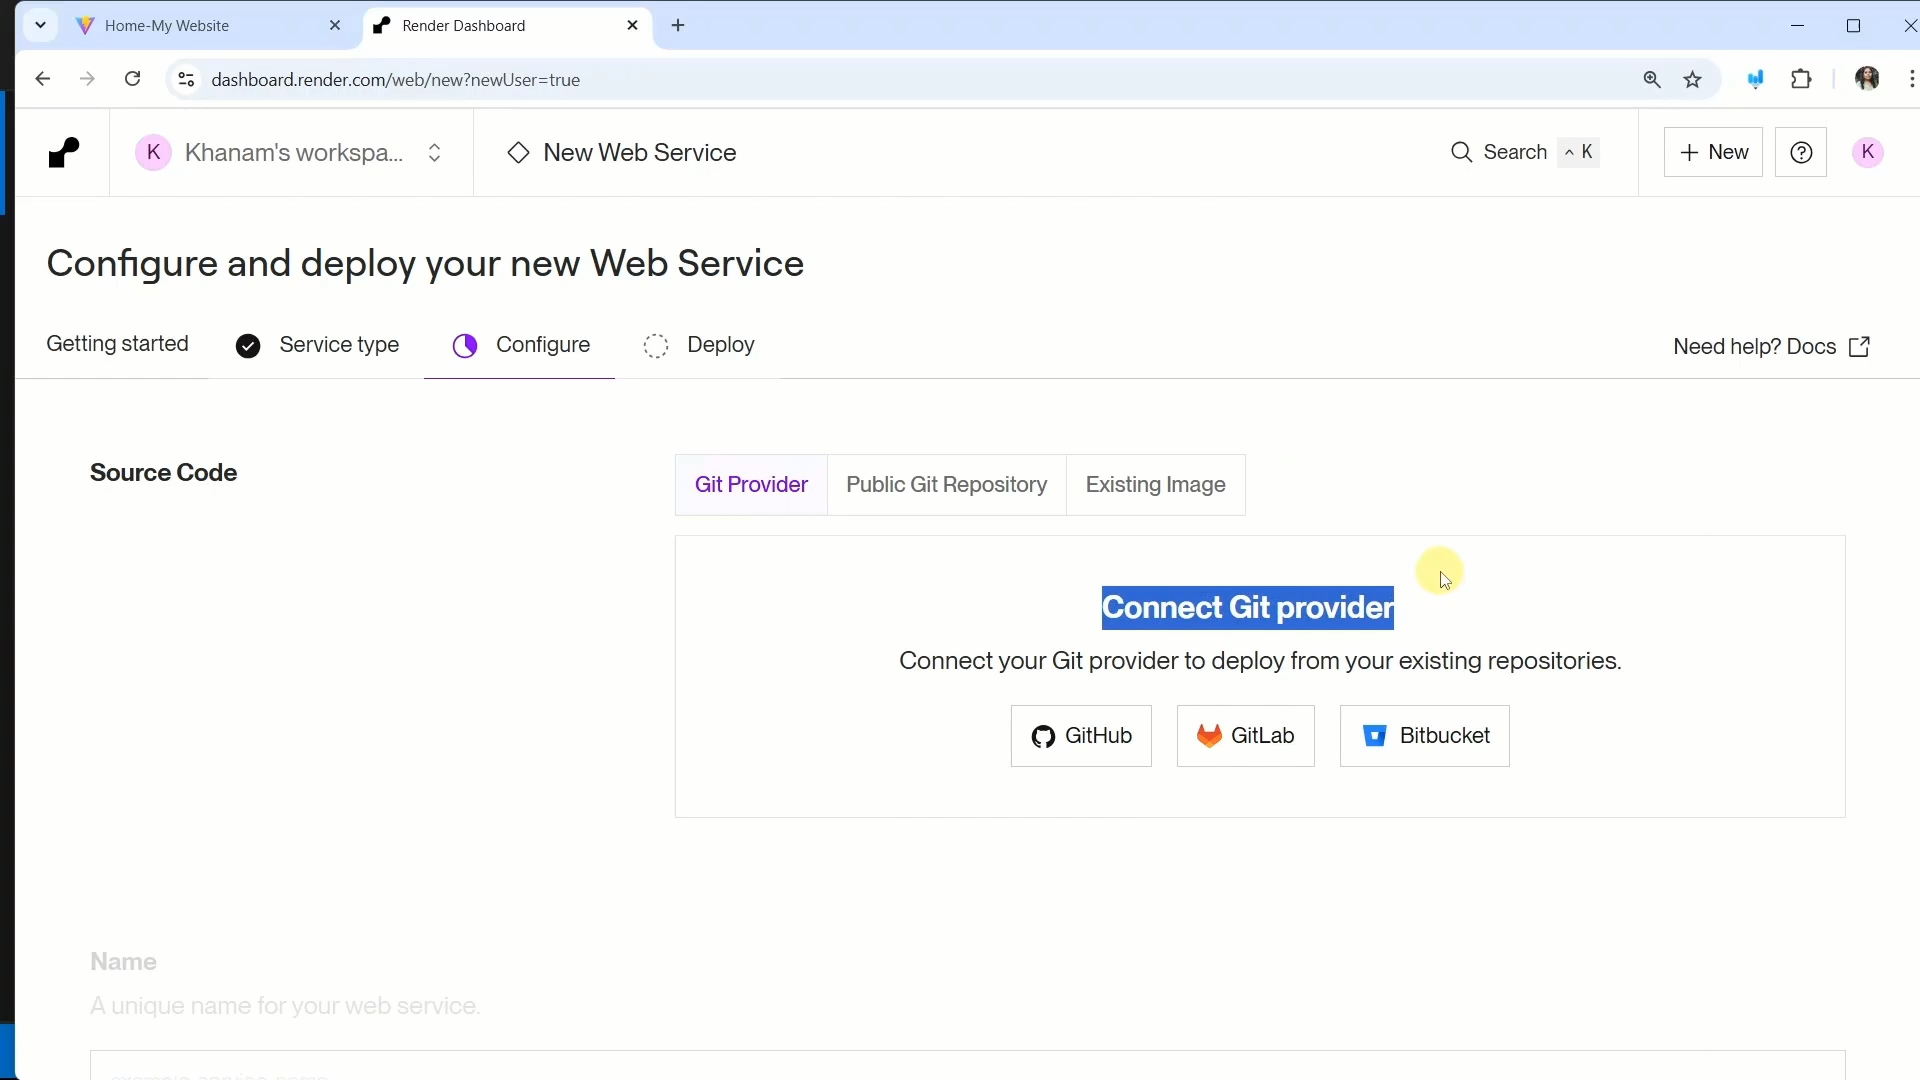 Home-My Website
Render Dashboard
dashboard.render.com/web/new?newUser=true
K
Khanam's workspa...
New Web Service
Search
^ K
+ New
K
Configure and deploy your new Web Service
Getting started
Service type
Configure
Deploy
Need help? Docs
Source Code
Git Provider
Public Git Repository
Existing Image
Connect Git provider
Connect your Git provider to deploy from your existing repositories.
GitHub
GitLab
Bitbucket
Name
A unique name for your web service.